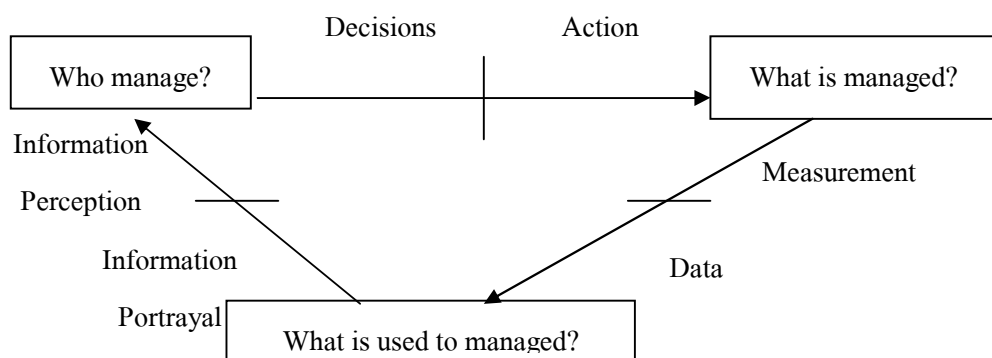 Decisions
Action
Who manage?
What is managed?
Information
Perception
Measurement
Information
Portrayal
Data
What is used to managed?